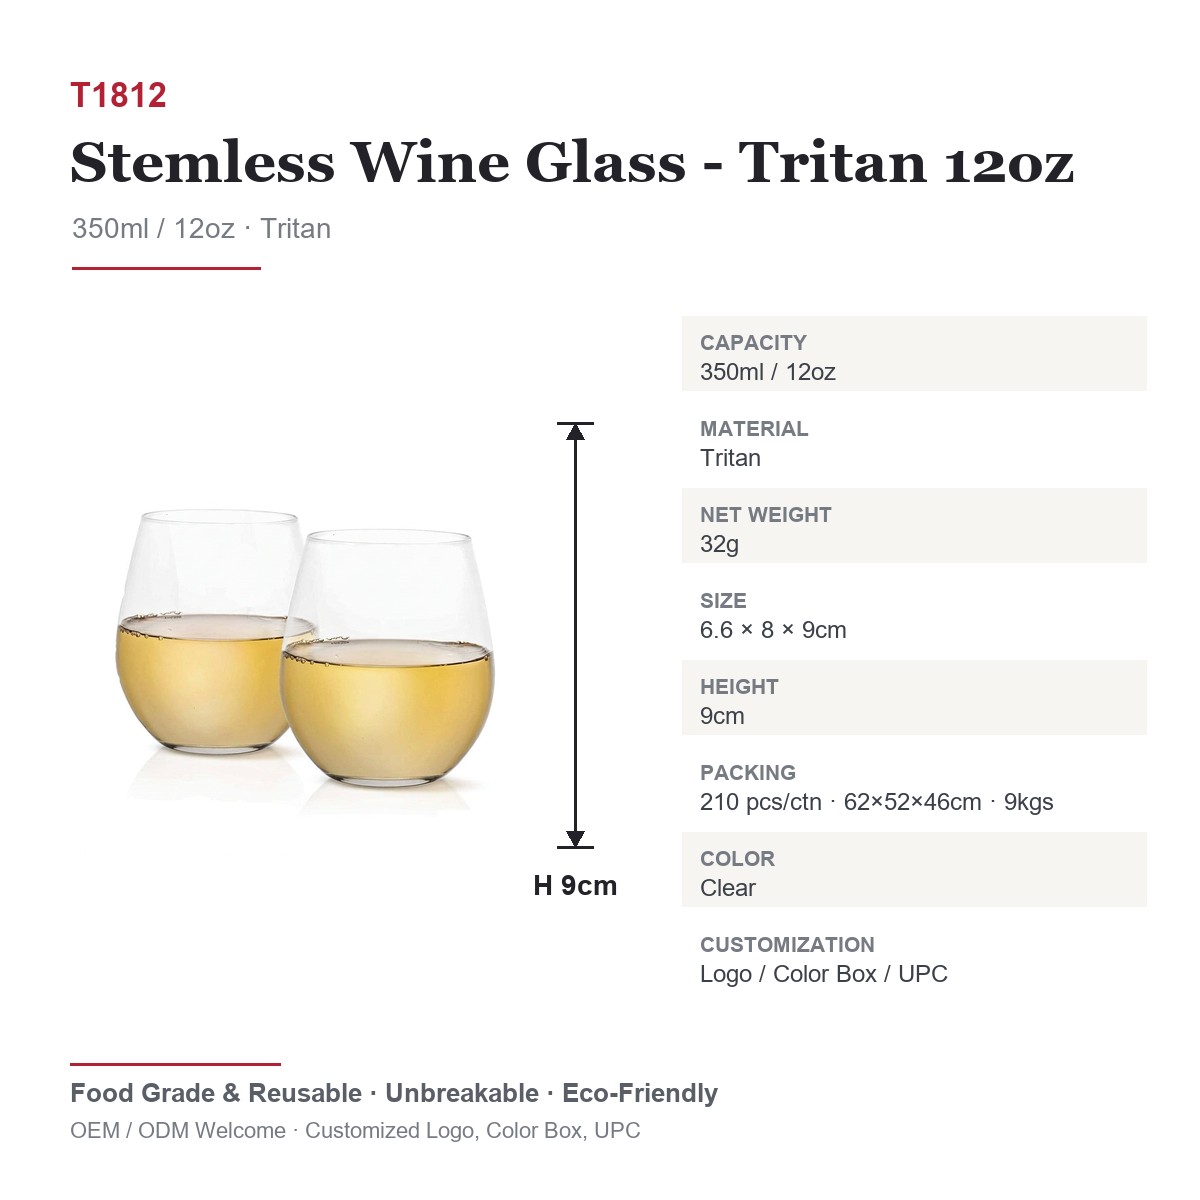 T1812
Stemless Wine Glass - Tritan 12oz
350ml / 12oz · Tritan
CAPACITY
350ml / 12oz
MATERIAL
Tritan
NET WEIGHT
32g
SIZE
6.6 × 8 × 9cm
HEIGHT
9cm
PACKING
210 pcs/ctn · 62×52×46cm · 9kgs
COLOR
Clear
CUSTOMIZATION
Logo / Color Box / UPC
H 9cm
Food Grade & Reusable · Unbreakable · Eco-Friendly
OEM / ODM Welcome · Customized Logo, Color Box, UPC